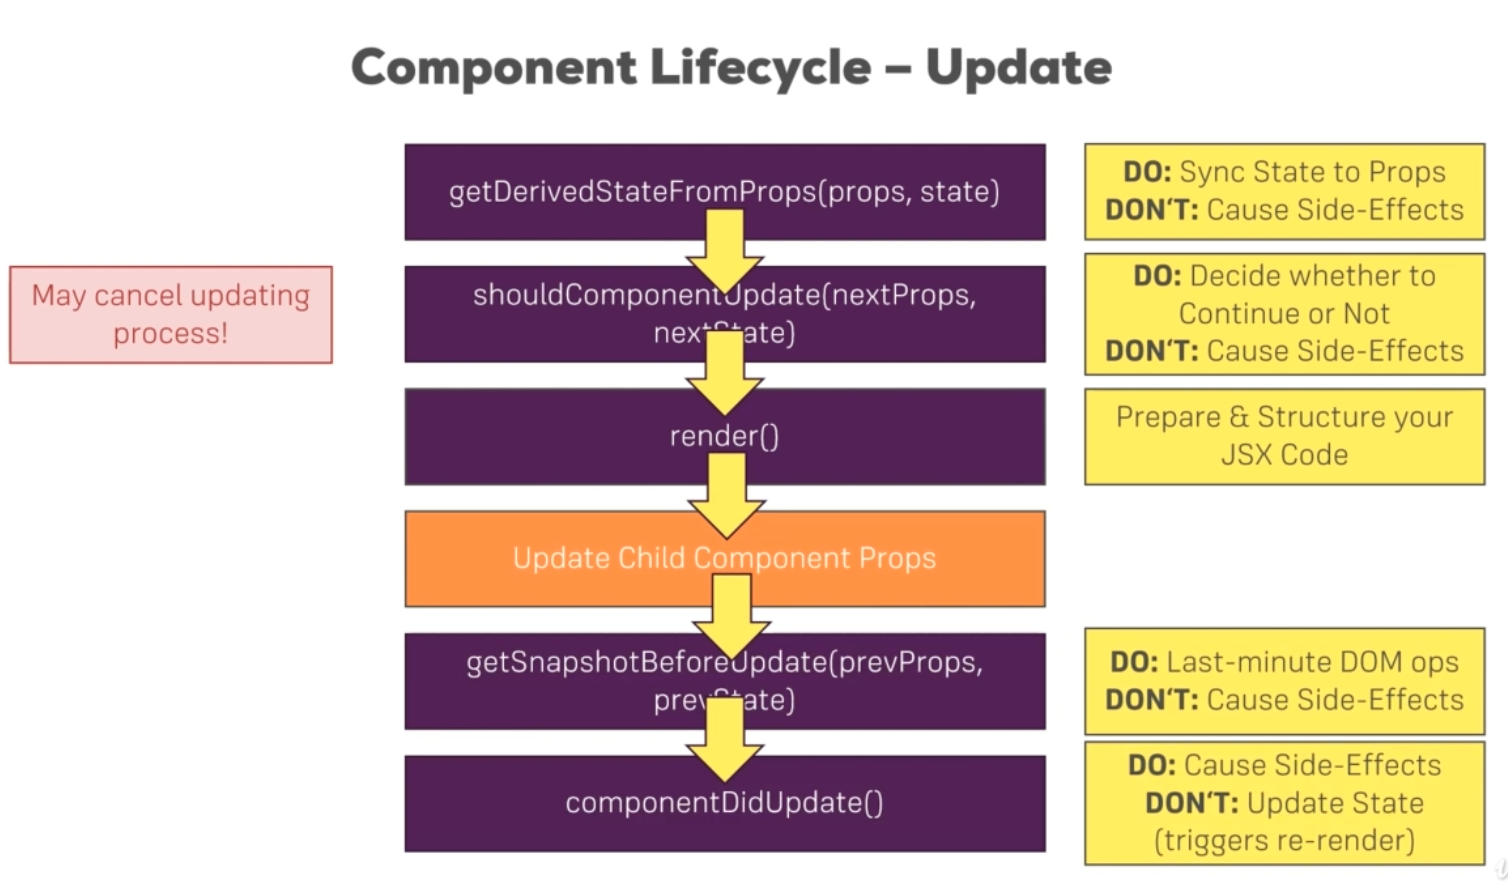 Component Lifecycle – Update
getDerivedStateFromProps(props, state)
DO: Sync State to Props
DON‘T: Cause Side-Effects
May cancel updating
process!
shouldComponentUpdate(nextProps,
nextState)
DO: Decide whether to
Continue or Not
DON‘T: Cause Side-Effects
render()
Prepare & Structure your
JSX Code
Update Child Component Props
getSnapshotBeforeUpdate(prevProps,
prevState)
DO: Last-minute DOM ops
DON‘T: Cause Side-Effects
componentDidUpdate()
DO: Cause Side-Effects
DON‘T: Update State
(triggers re-render)